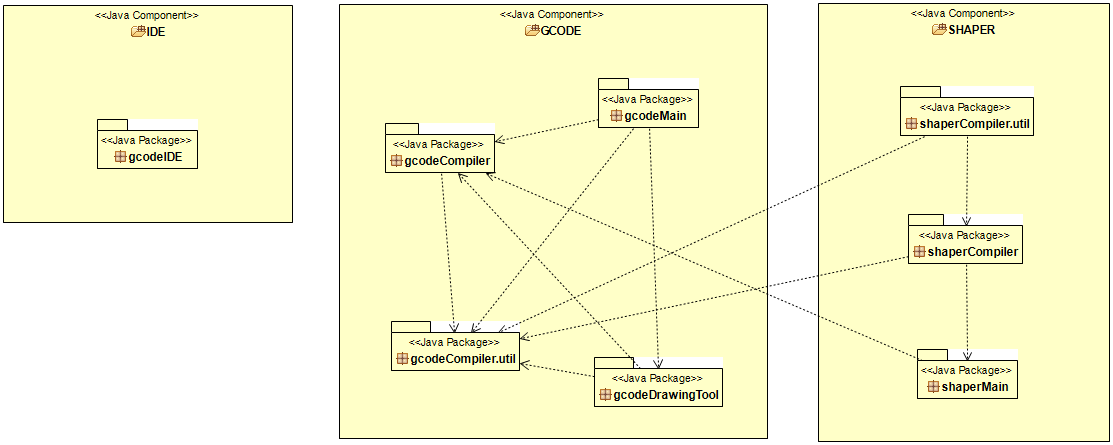 <<Java Component>>
IDE
<<Java Package>>
gcodeIDE
<<Java Component>>
GCODE
<<Java Package>>
gcodeMain
<<Java Package>>
gcodeCompiler
<<Java Package>>
gcodeCompiler.util
<<Java Package>>
gcodeDrawingTool
<<Java Component>>
SHAPER
<<Java Package>>
shaperCompiler.util
<<Java Package>>
shaperCompiler
<<Java Package>>
shaperMain